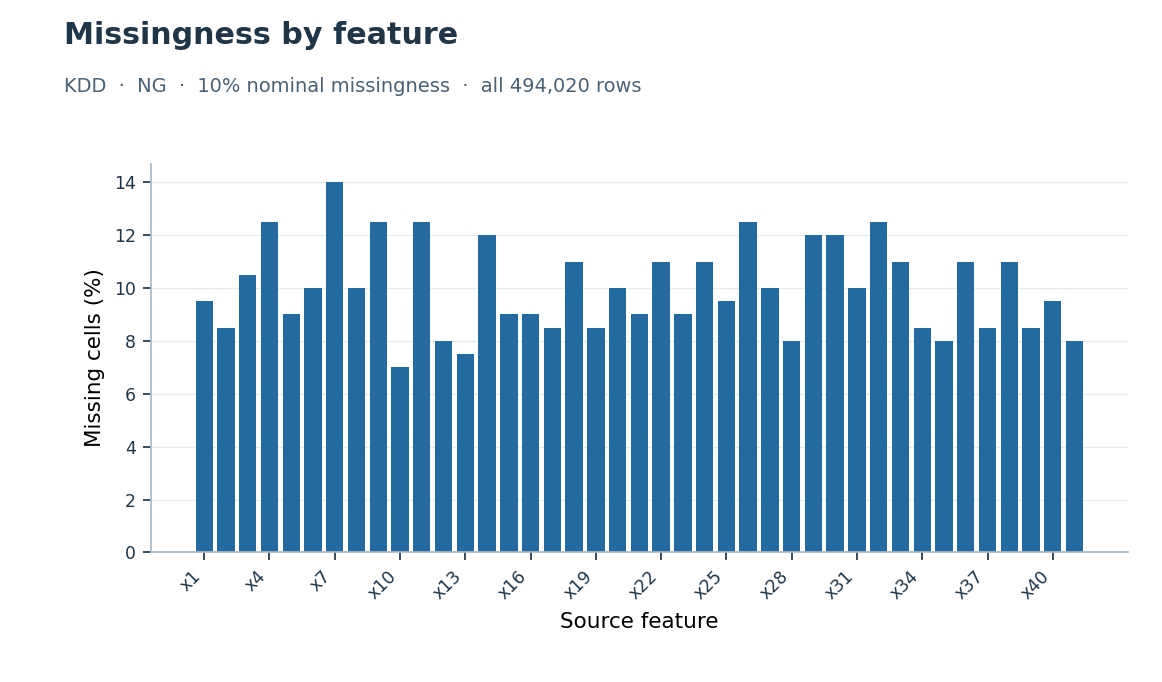 Missingness by feature
KDD · NG · 10% nominal missingness · all 494,020 rows
14
12
10
8
6
4
2
0
Missing cells (%)
x1 x4 x7 x10 x13 x16 x19 x22 x25 x28 x31 x34 x37 x40
Source feature